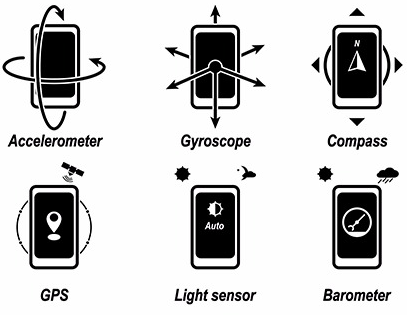 N
Accelerometer
Gyroscope
Compass
Auto
GPS
Light sensor
Barometer